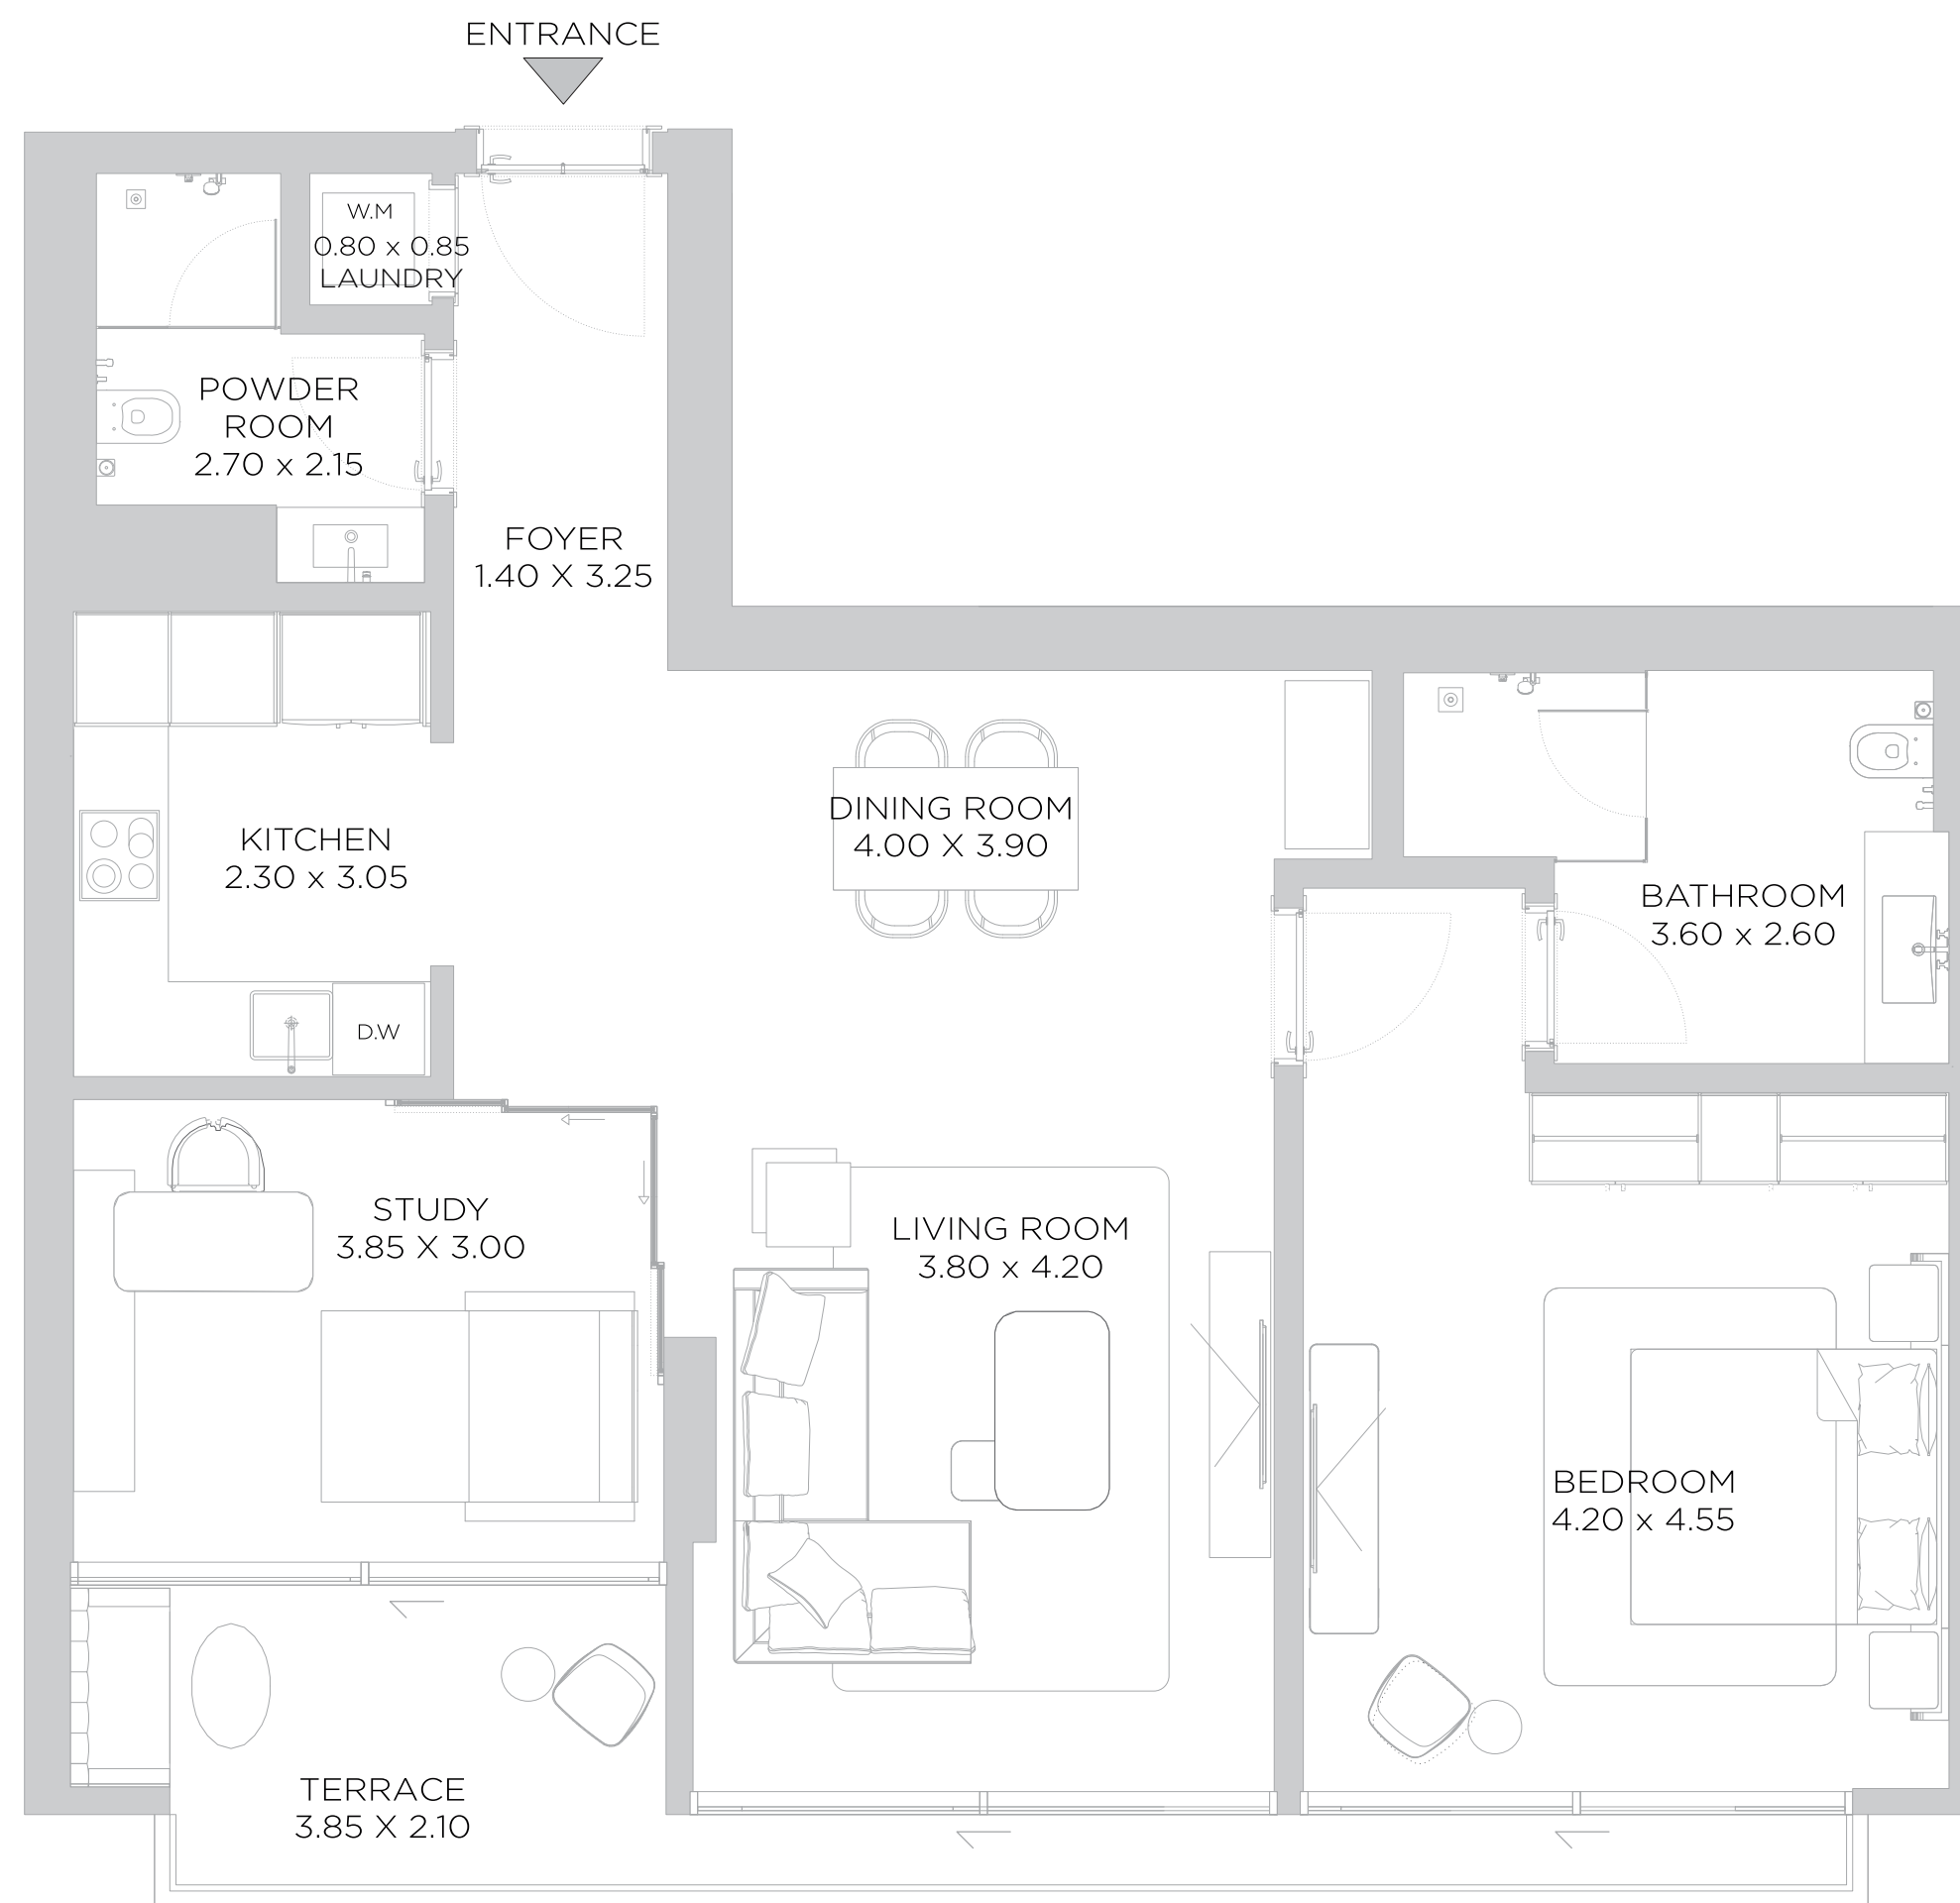 ENTRANCE
W.M
0.80 x 0.85
LAUNDRY
POWDER
ROOM
2.70 x 2.15
FOYER
1.40 X 3.25
DINING ROOM
4.00 X 3.90
KITCHEN
2.30 x 3.05
BATHROOM
3.60 x 2.60
D.W
STUDY
3.85 X 3.00
LIVING ROOM
3.80 x 4.20
BEDROOM
4.20 x 4.55
TERRACE
3.85 X 2.10